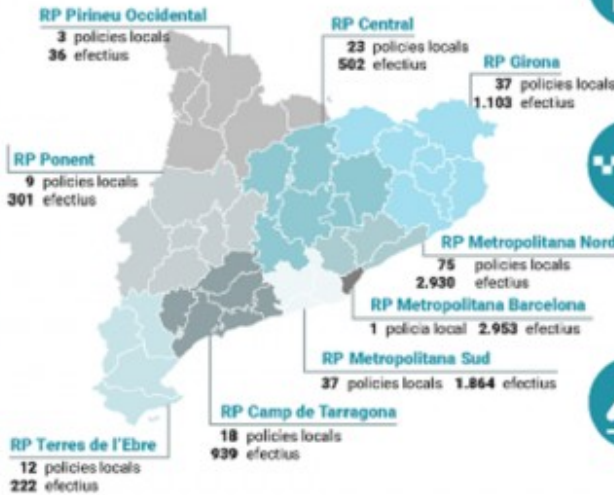 RP Pirineu Occidental
3 policies locals
36 efectius
RP Central
23 policies locals
502 efectius
RP Girona
37 policies locals
1.103 efectius
RP Ponent
9 policies locals
301 efectius
RP Metropolitana Nord
75 policies locals
2.930 efectius
RP Metropolitana Barcelona
1 policia local 2.953 efectius
RP Metropolitana Sud
37 policies locals 1.864 efectius
RP Camp de Tarragona
18 policies locals
939 efectius
RP Terres de l'Ebre
12 policies locals
222 efectius